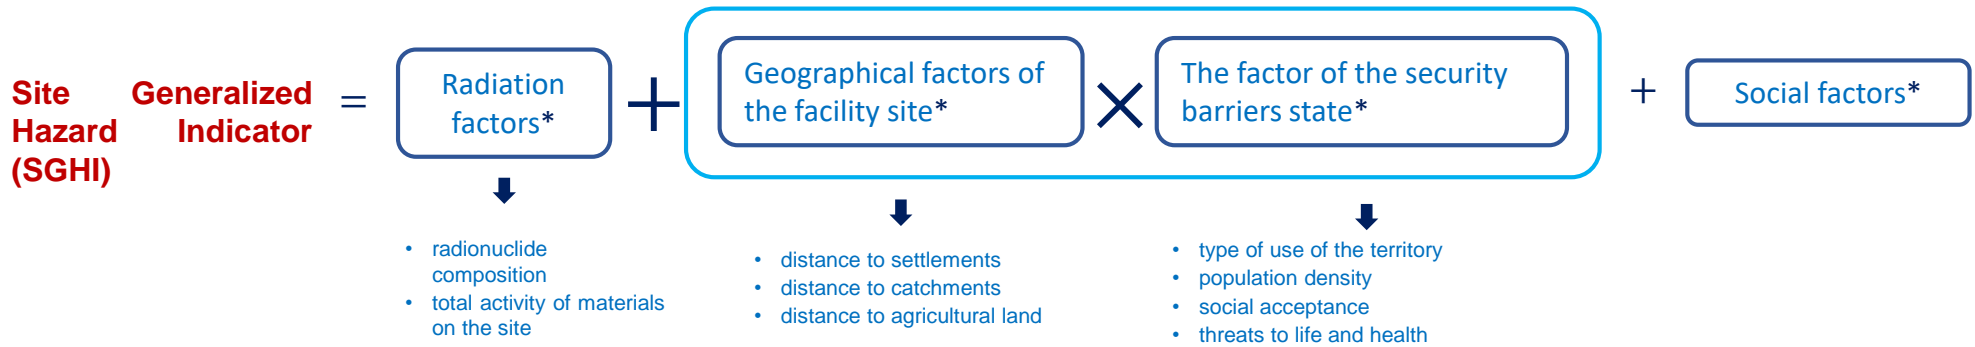 Site Generalized
Hazard Indicator
(SGHI)
=
Radiation
factors*
+
Geographical factors of
the facility site*
×
The factor of the security
barriers state*
+
Social factors*
• radionuclide
composition
• total activity of materials
on the site
• distance to settlements
• distance to catchments
• distance to agricultural land
• type of use of the territory
• population density
• social acceptance
• threats to life and health